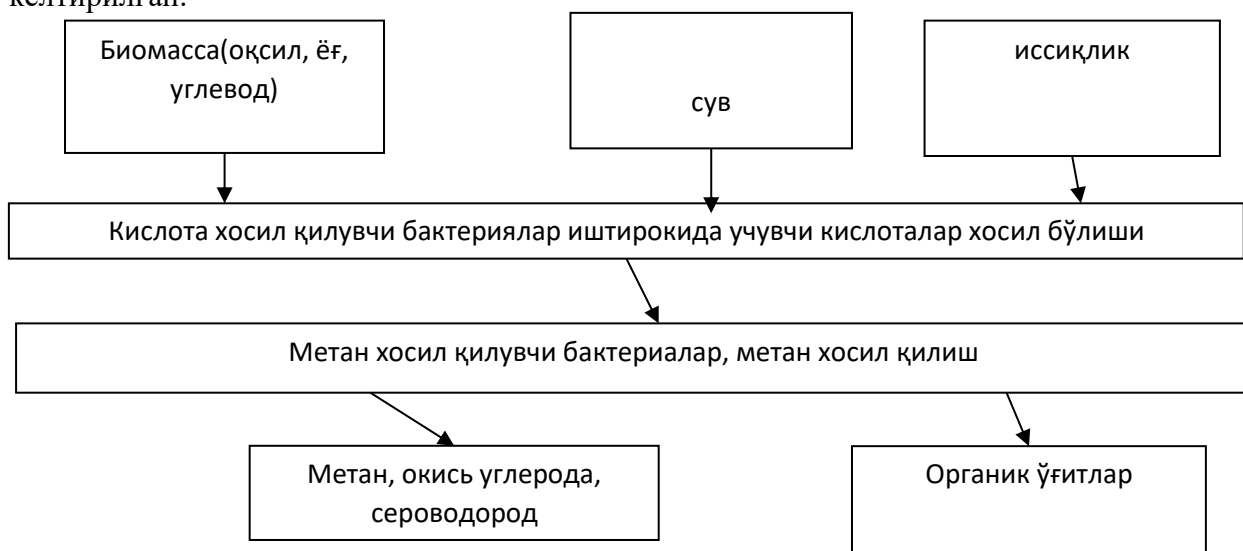 келтирилган.
Биомасса(оқсил, ёғ,
углевод)
сув
иссиқлик
Кислота хосил қилувчи бактериялар иштирокида учувчи кислоталар хосил бўлиши
Метан хосил қилувчи бактериалар, метан хосил қилиш
Метан, окись углерода,
сероводород
Органик ўғитлар